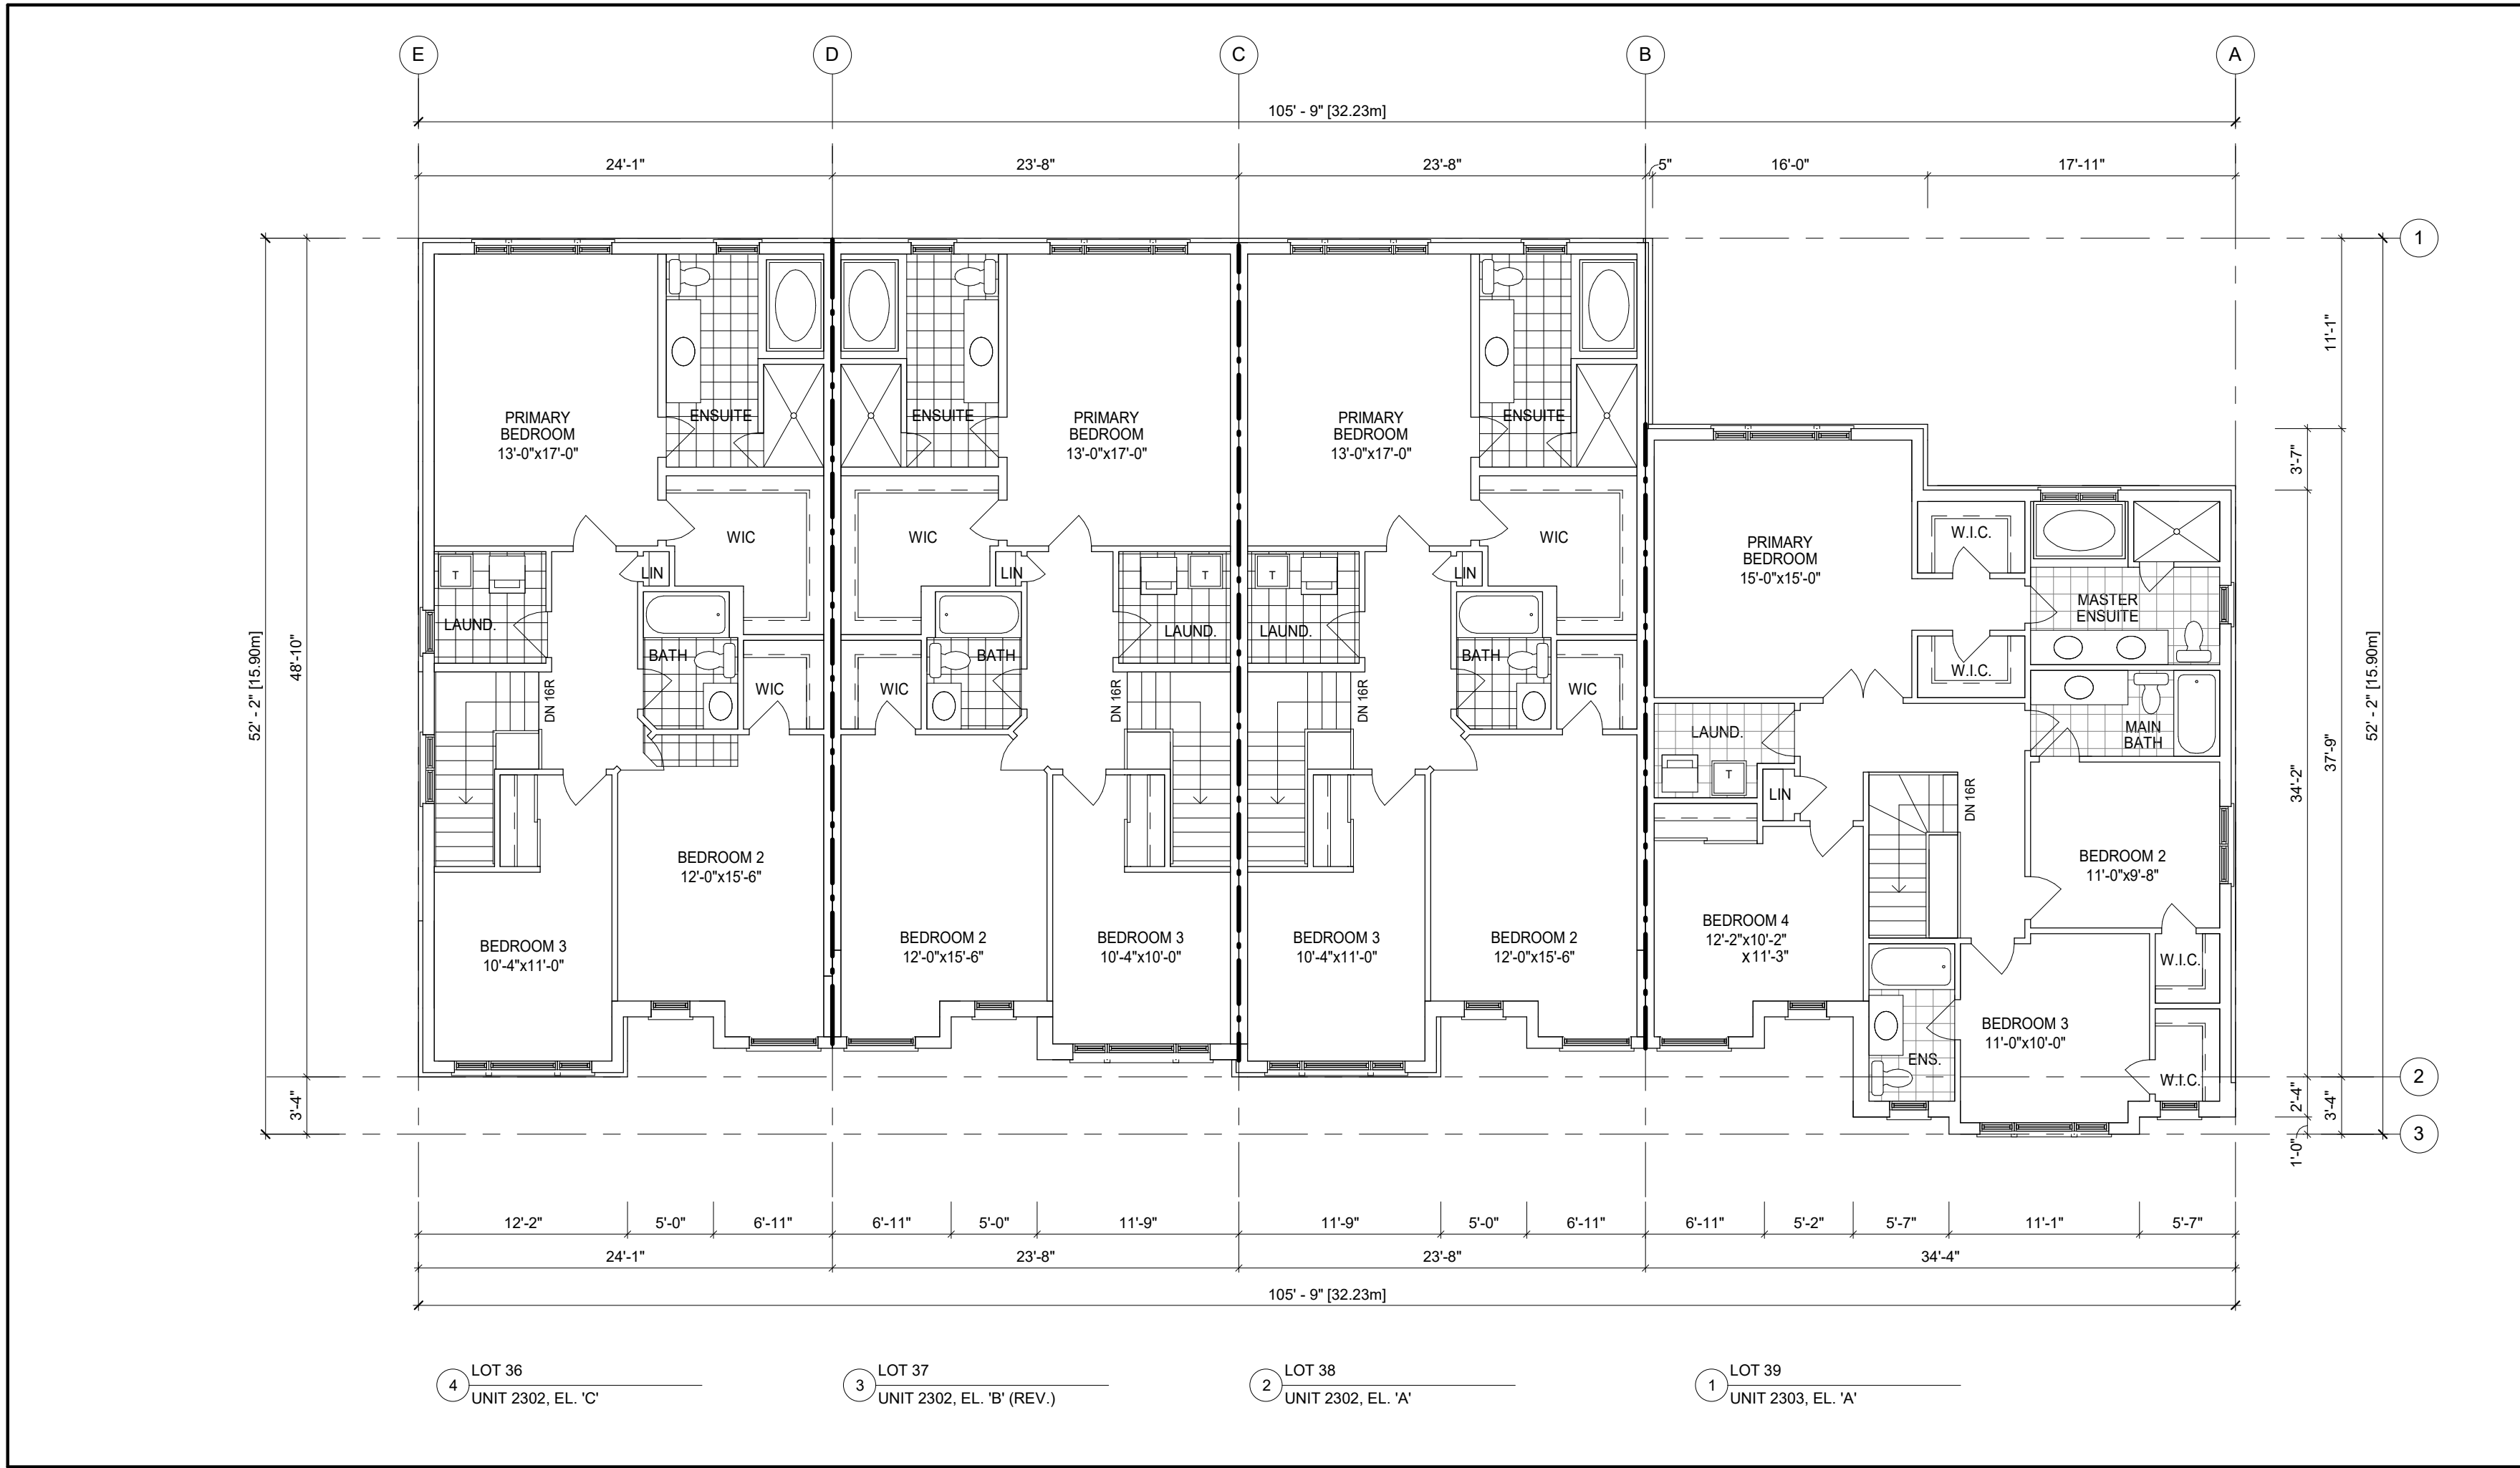 E
D
C
B
A
105' - 9" [32.23m]
24'-1"
23'-8"
23'-8"
5"
16'-0"
17'-11"
1
52' - 2" [15.90m]
48'-10"
3'-4"
PRIMARY
BEDROOM
13'-0"x17'-0"
ENSUITE
WIC
LIN
T
LAUND.
BATH
WIC
DN 16R
BEDROOM 2
12'-0"x15'-6"
BEDROOM 3
10'-4"x11'-0"
ENSUITE
PRIMARY
BEDROOM
13'-0"x17'-0"
WIC
LIN
T
LAUND.
BATH
WIC
DN 16R
BEDROOM 2
12'-0"x15'-6"
BEDROOM 3
10'-4"x10'-0"
PRIMARY
BEDROOM
13'-0"x17'-0"
ENSUITE
WIC
LIN
T
LAUND.
BATH
WIC
DN 16R
BEDROOM 3
10'-4"x11'-0"
BEDROOM 2
12'-0"x15'-6"
PRIMARY
BEDROOM
15'-0"x15'-0"
W.I.C.
MASTER
ENSUITE
W.I.C.
MAIN
BATH
LAUND.
T
LIN
DN 16R
BEDROOM 2
11'-0"x9'-8"
BEDROOM 4
12'-2"x10'-2"
x11'-3"
W.I.C.
BEDROOM 3
11'-0"x10'-0"
ENS.
W.I.C.
11'-1"
3'-7"
34'-2"
37'-9"
52' - 2" [15.90m]
2'-4"
3'-4"
1'-0"
2
3
12'-2"
5'-0"
6'-11"
6'-11"
5'-0"
11'-9"
11'-9"
5'-0"
6'-11"
6'-11"
5'-2"
5'-7"
11'-1"
5'-7"
24'-1"
23'-8"
23'-8"
34'-4"
105' - 9" [32.23m]
4
LOT 36
UNIT 2302, EL. 'C'
3
LOT 37
UNIT 2302, EL. 'B' (REV.)
2
LOT 38
UNIT 2302, EL. 'A'
1
LOT 39
UNIT 2303, EL. 'A'